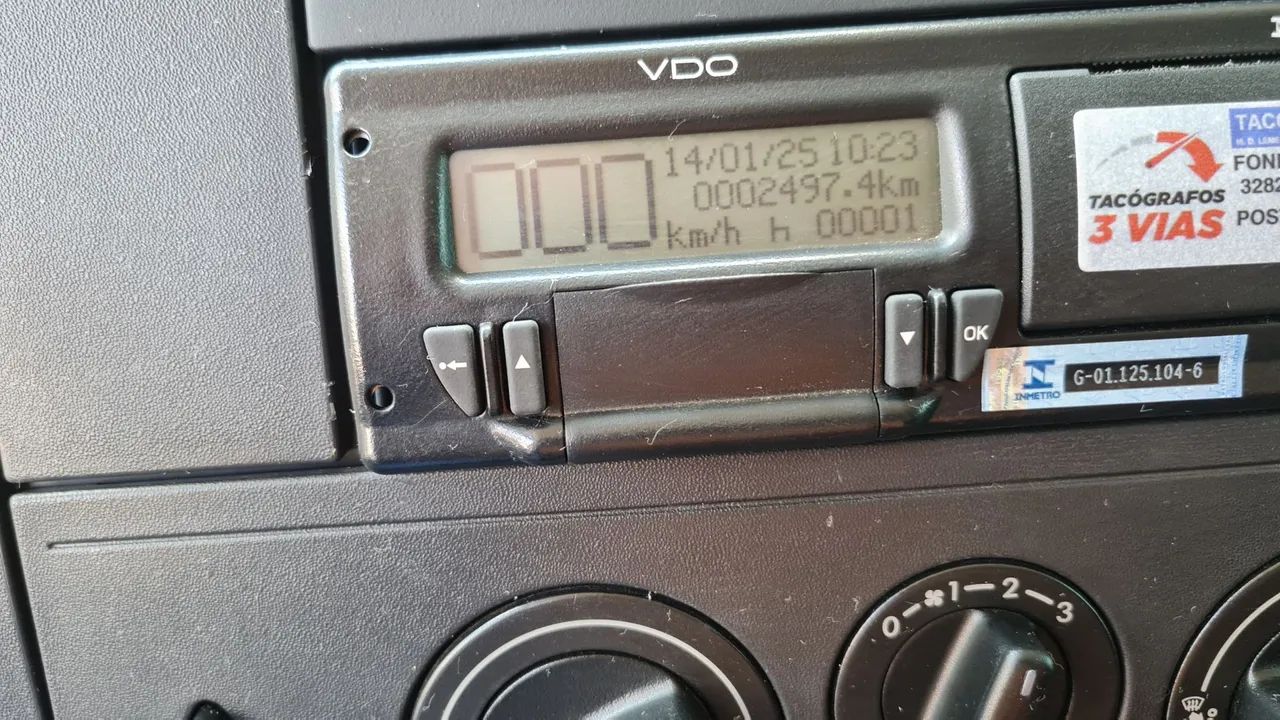 VDO
000
14/01/25 10:23
0002497.4km
km/h h 00001
OK
TACÓGRAFOS
3 VIAS
FON
POS
INMETRO
G-01.125.104-6
0 1 2 3